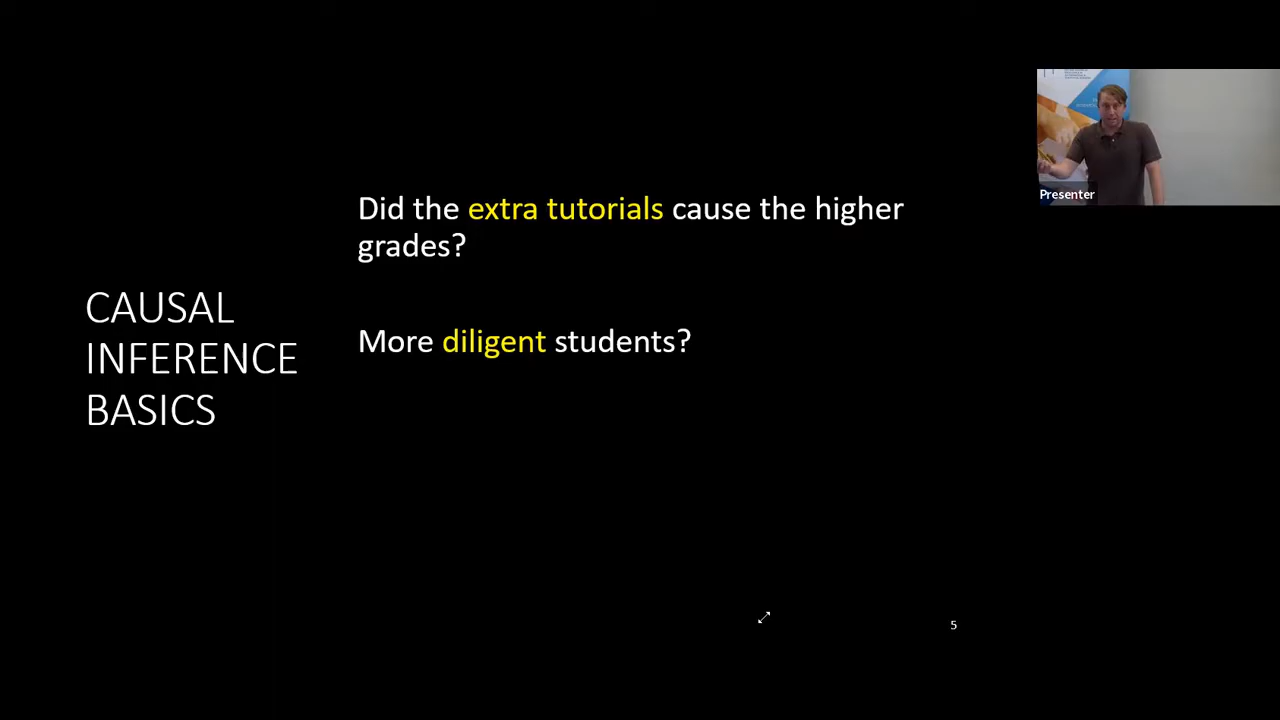 Did the extra tutorials cause the higher
grades?
CAUSAL
INFERENCE
BASICS
More diligent students?
Presenter
5